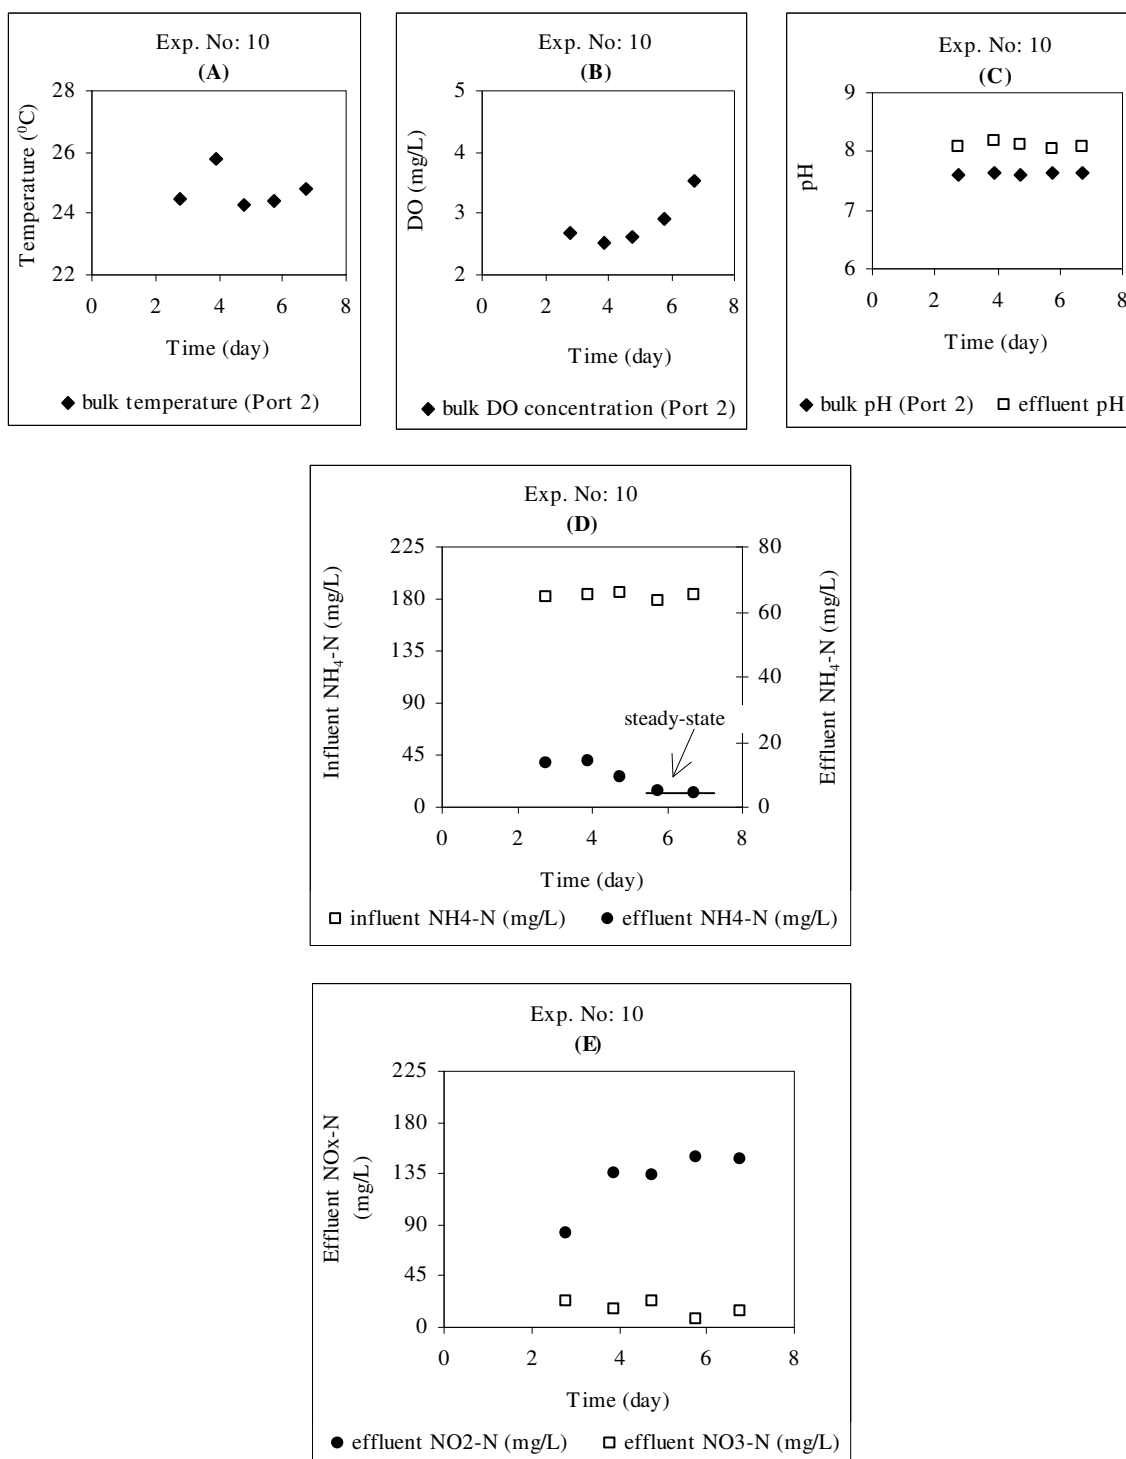 Exp. No: 10
(A)
Temperature (⁰C)
28
26
24
22
0 2 4 6 8
Time (day)
◆ bulk temperature (Port 2)
Exp. No: 10
(B)
DO (mg/L)
5
4
3
2
0 2 4 6 8
Time (day)
◆ bulk DO concentration (Port 2)
Exp. No: 10
(C)
pH
9
8
7
6
0 2 4 6 8
Time (day)
◆ bulk pH (Port 2) □ effluent pH
Exp. No: 10
(D)
Influent NH₄-N (mg/L)
225
180
135
90
45
0
80
60
40
20
0
Effluent NH₄-N (mg/L)
steady-state
0 2 4 6 8
Time (day)
□ influent NH4-N (mg/L) ● effluent NH4-N (mg/L)
Exp. No: 10
(E)
Effluent NOx-N
(mg/L)
225
180
135
90
45
0
0 2 4 6 8
Time (day)
● effluent NO2-N (mg/L) □ effluent NO3-N (mg/L)